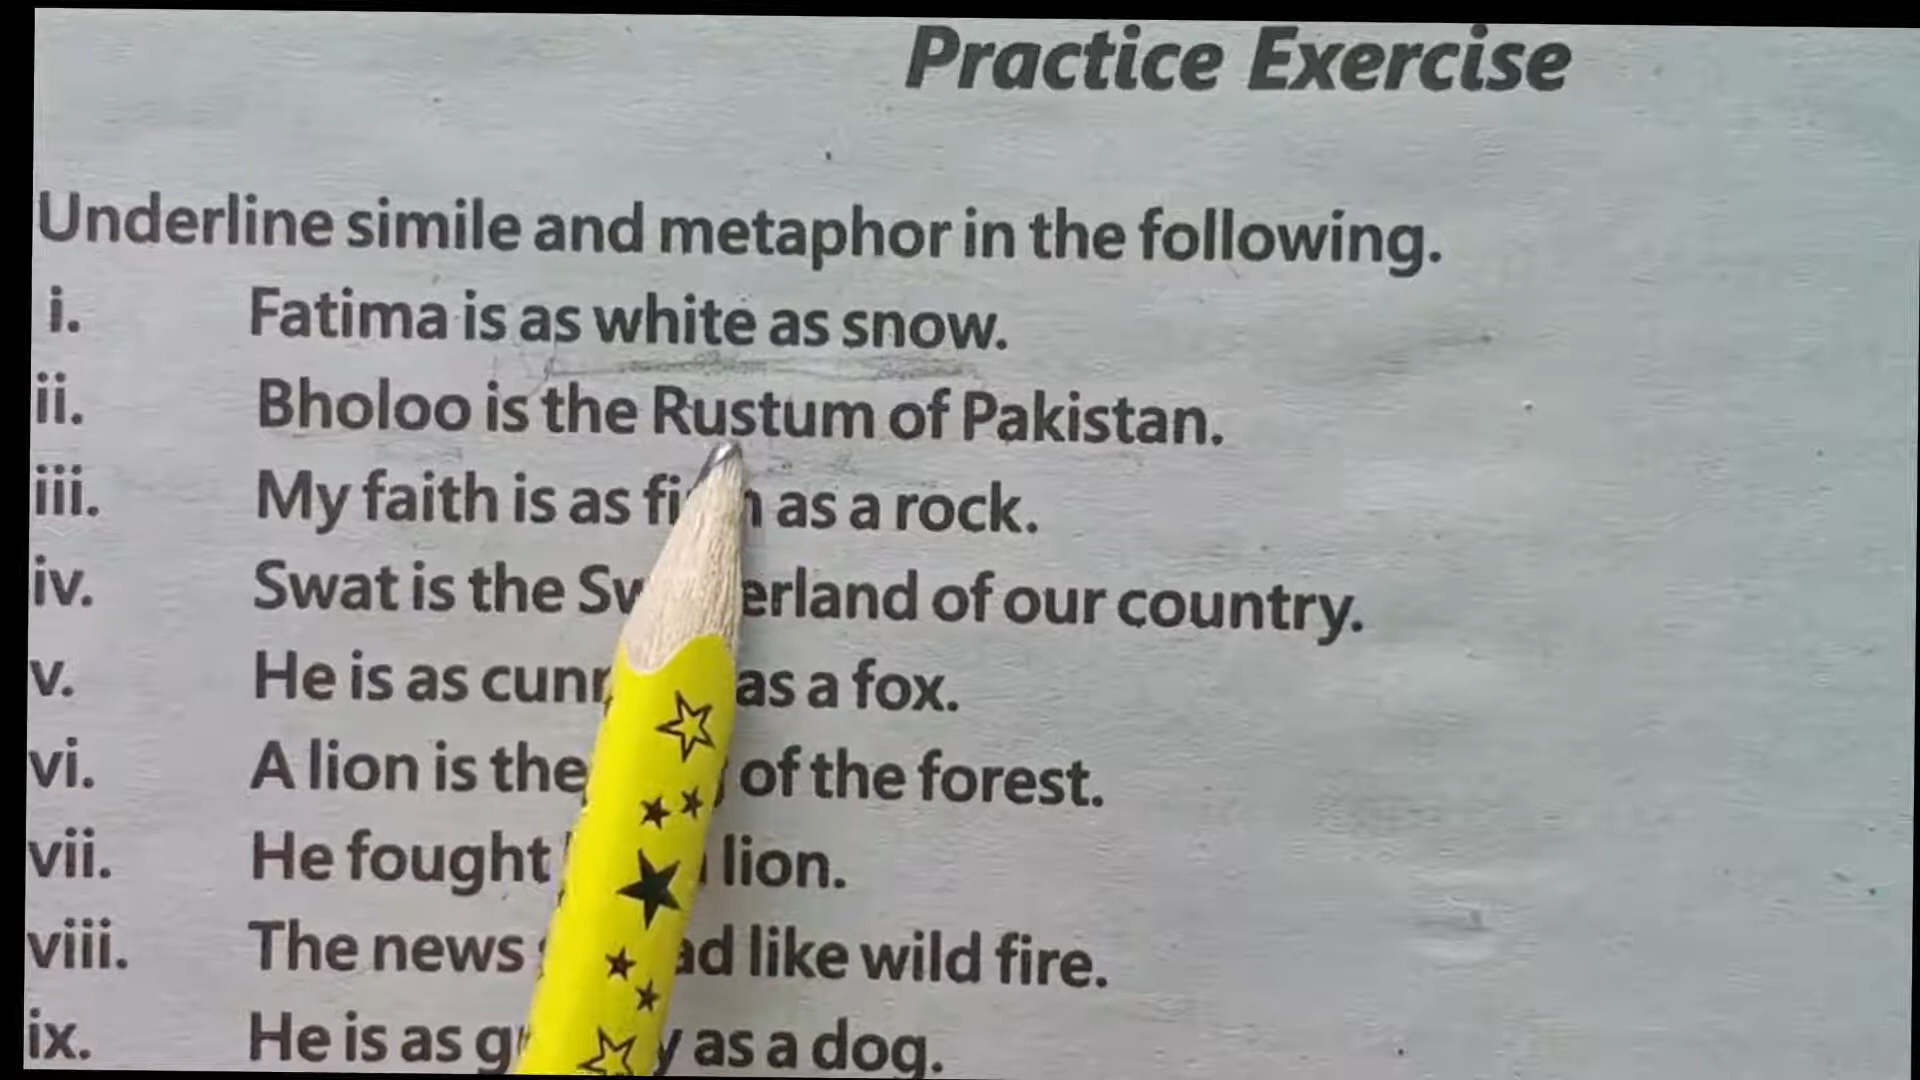 Practice Exercise
Underline simile and metaphor in the following.
i. Fatima is as white as snow.
ii. Bholoo is the Rustum of Pakistan.
iii. My faith is as as a rock.
iv. Swat is the of our country.
v. He is as as a fox.
vi. A lion is the of the forest.
vii. He fought lion.
viii. The news like wild fire.
ix. He is as as a dog.